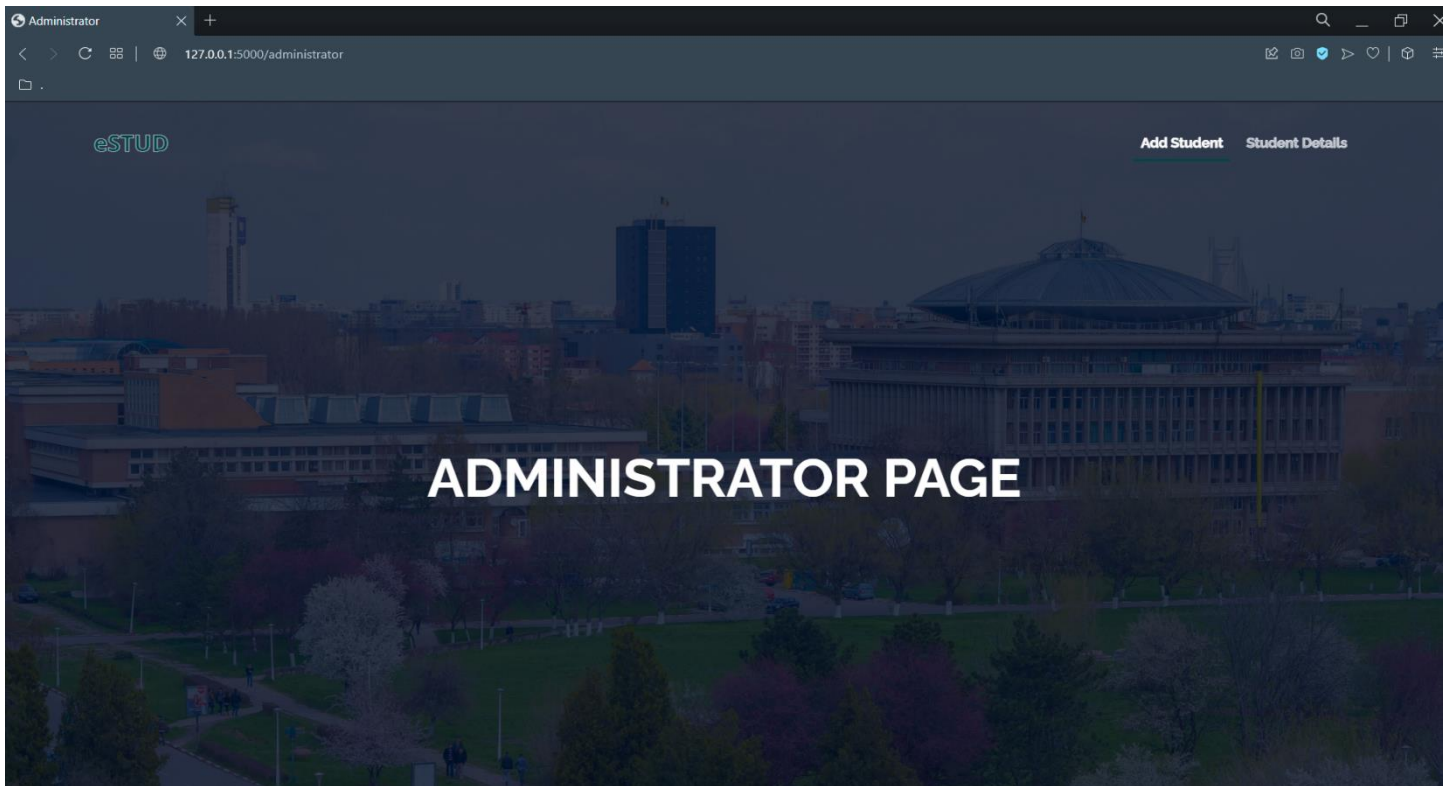 Administrator
127.0.0.1:5000/administrator
.
eSTUD
Add Student Student Details
ADMINISTRATOR PAGE